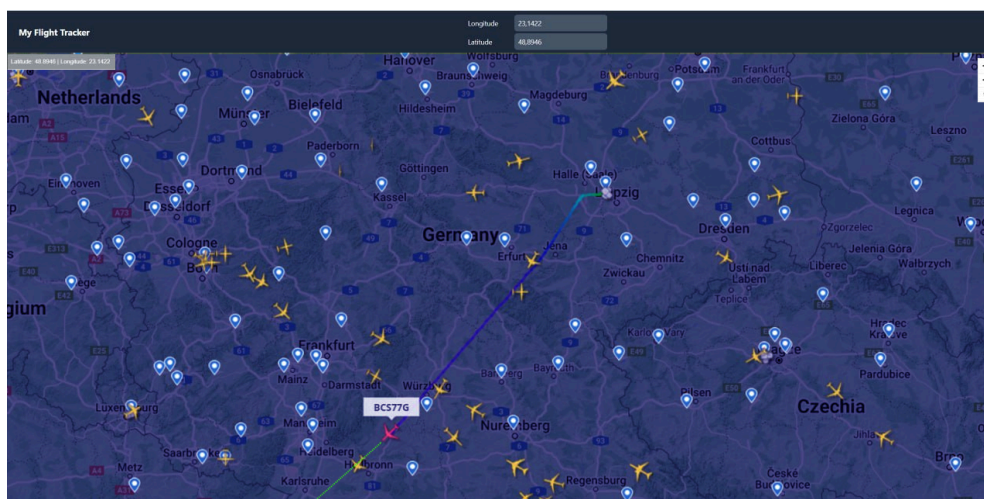 My Flight Tracker
Longitude
23,1422
Latitude
48,8946
Latitude: 48.8946 | Longitude: 23.1422
Hanover
Wolfsburg
Osnabruck
Braunschweig
Potsdam
Frankfurt
an der Oder
Netherlands
Magdeburg
Münster
Bielefeld
Hildesheim
Zielona Góra
Leszno
Paderborn
Cottbus
Göttingen
Dortmund
Halle (Saale)
Eindhoven
Essen
Kassel
Leipzig
Legnica
Düsseldorf
Dresden
Zgorzelec
Germany
Cologne
Jelenia Góra
Bonn
Erfurt
Jena
Chemnitz
Wałbrzych
Zwickau
Ústí nad
Labem
Liberec
Teplice
Frankfurt
Karlovy Vary
Hradec
Králové
Mainz
Darmstadt
Würzburg
Bamberg
Bayreuth
Pardubice
Pilsen
Luxembourg
BCS77G
Czechia
Mannheim
Nuremberg
Heidelberg
Jihlava
Saarbrücken
Heilbronn
Brno
Metz
Karlsruhe
Regensburg
České
Budějovice